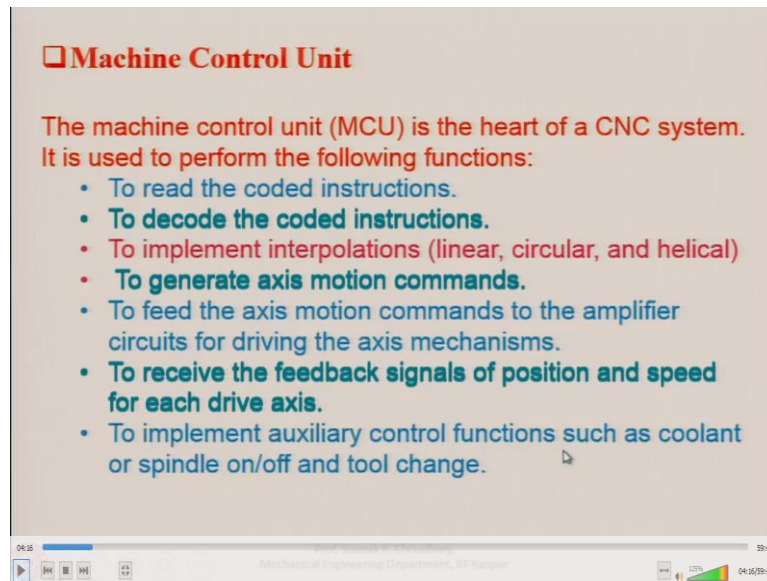 Machine Control Unit
The machine control unit (MCU) is the heart of a CNC system.
It is used to perform the following functions:
• To read the coded instructions.
• To decode the coded instructions.
• To implement interpolations (linear, circular, and helical)
• To generate axis motion commands.
• To feed the axis motion commands to the amplifier
circuits for driving the axis mechanisms.
• To receive the feedback signals of position and speed
for each drive axis.
• To implement auxiliary control functions such as coolant
or spindle on/off and tool change.
04:16
Mechanical Engineering Department, IIT Kanpur
125%
04:16/59: